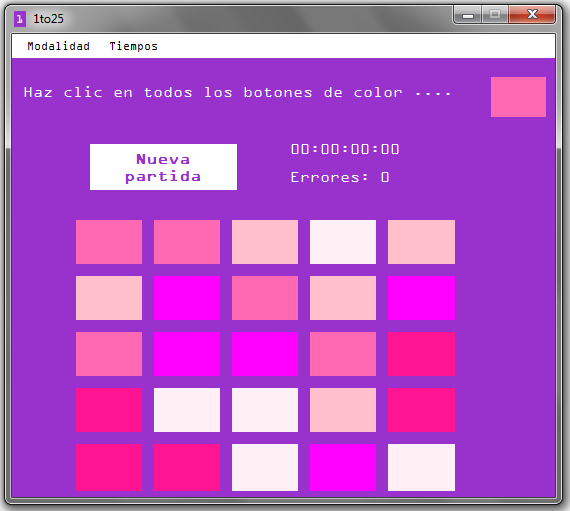 1 1to25
Modalidad Tiempos
Haz clic en todos los botones de color ....
Nueva
partida
00:00:00:00
Errores: 0